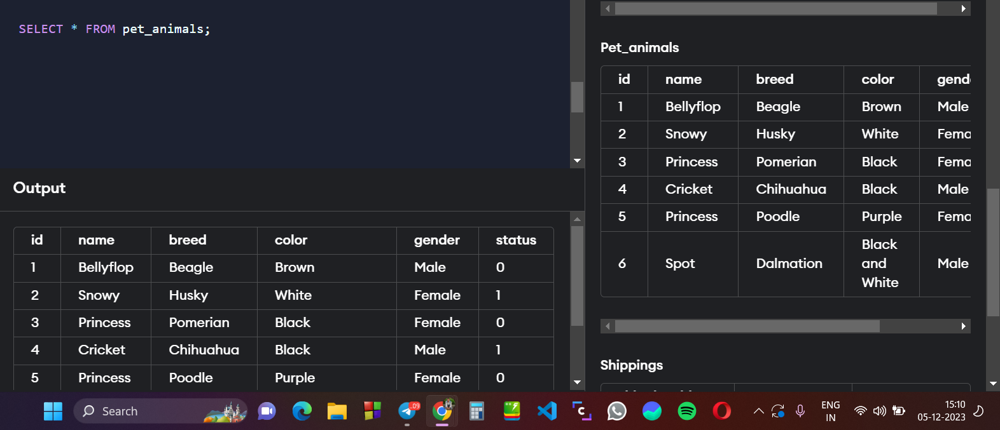 SELECT * FROM pet_animals;
Output
id name breed color gender status
1 Bellyflop Beagle Brown Male 0
2 Snowy Husky White Female 1
3 Princess Pomerian Black Female 0
4 Cricket Chihuahua Black Male 1
5 Princess Poodle Purple Female 0
Pet_animals
id name breed color gend
1 Bellyflop Beagle Brown Male
2 Snowy Husky White Fema
3 Princess Pomerian Black Fema
4 Cricket Chihuahua Black Male
5 Princess Poodle Purple Fema
6 Spot Dalmation Black and White Male
Shippings
Search
..09
ENG
IN
15:10
05-12-2023